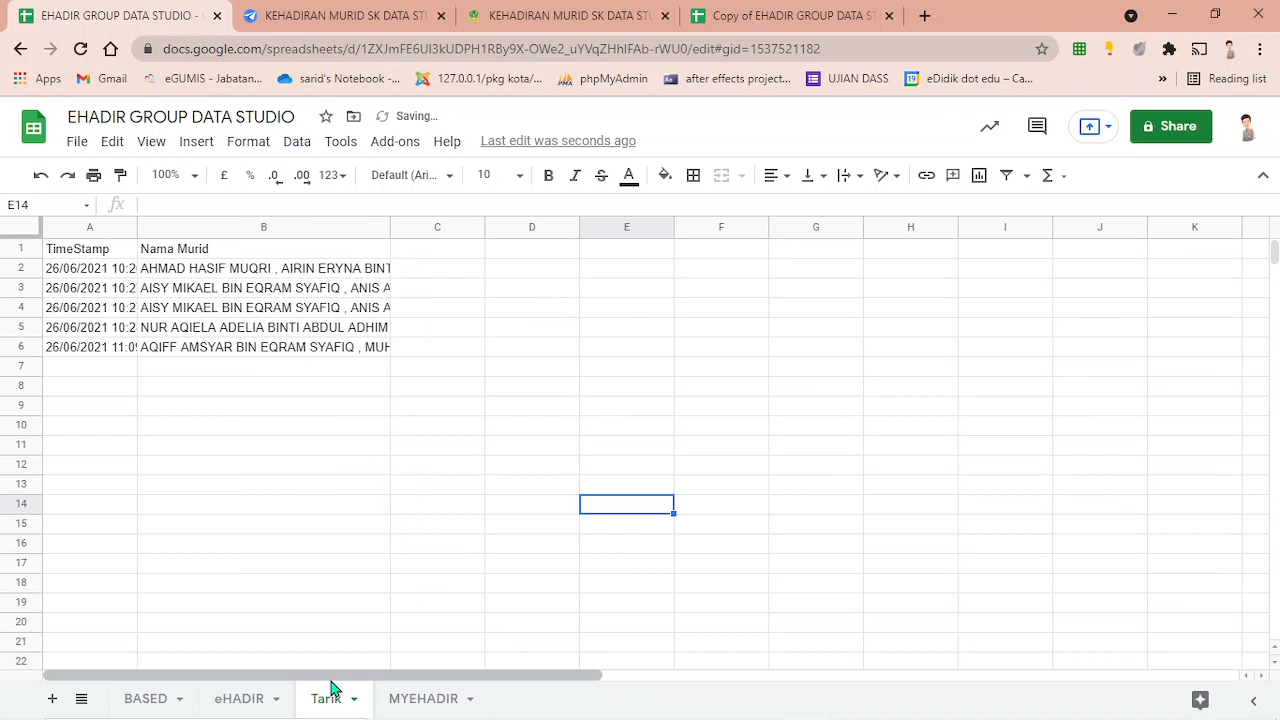 EHADIR GROUP DATA STUDIO -
KEHADIRAN MURID SK DATA STU
KEHADIRAN MURID SK DATA STU
Copy of EHADIR GROUP DATA ST
docs.google.com/spreadsheets/d/1ZXJmFE6UI3kUDPH1RBy9X-OWe2_uYVqZHhIFAb-rWU0/edit#gid=1537521182
Apps Gmail eGUMIS - Jabatan... sarid's Notebook -... 127.0.0.1/pkg kota/... phpMyAdmin after effects project... UJIAN DASS eDidik dot edu – Ca... » Reading list
EHADIR GROUP DATA STUDIO Saving...
File Edit View Insert Format Data Tools Add-ons Help Last edit was seconds ago
Share
100% £ % .0 .00 123 Default (Ari... 10 B I S A Σ
E14 fx
A B C D E F G H I J K
1 TimeStamp Nama Murid
2 26/06/2021 10:2 AHMAD HASIF MUQRI , AIRIN ERYNA BINT
3 26/06/2021 10:2 AISY MIKAEL BIN EQRAM SYAFIQ , ANIS A
4 26/06/2021 10:2 AISY MIKAEL BIN EQRAM SYAFIQ , ANIS A
5 26/06/2021 10:2 NUR AQIELA ADELIA BINTI ABDUL ADHIM
6 26/06/2021 11:09 AQIFF AMSYAR BIN EQRAM SYAFIQ , MUH
7
8
9
10
11
12
13
14
15
16
17
18
19
20
21
22
BASED eHADIR Tarik MYEHADIR